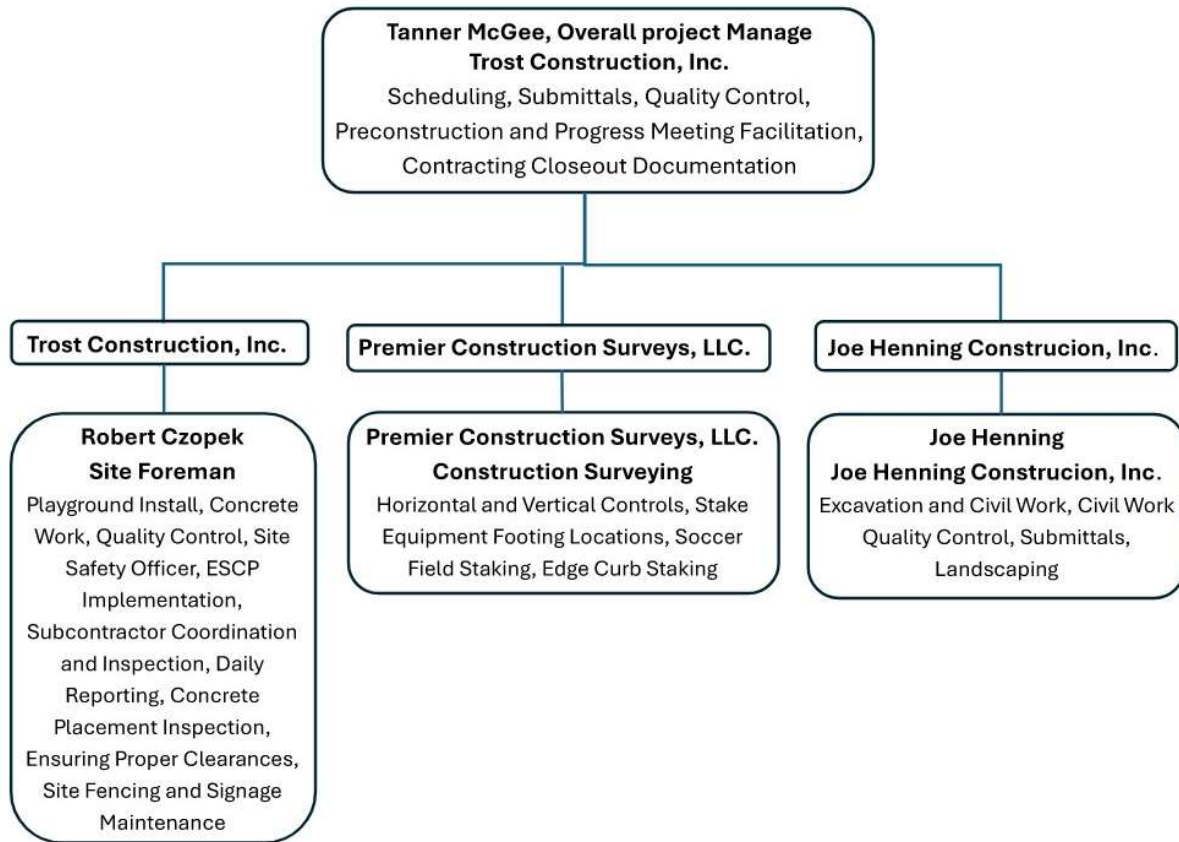 Tanner McGee, Overall project Manage
Trost Construction, Inc.
Scheduling, Submittals, Quality Control,
Preconstruction and Progress Meeting Facilitation,
Contracting Closeout Documentation
Trost Construction, Inc.
Premier Construction Surveys, LLC.
Joe Henning Construcion, Inc.
Robert Czopek
Site Foreman
Playground Install, Concrete
Work, Quality Control, Site
Safety Officer, ESCP
Implementation,
Subcontractor Coordination
and Inspection, Daily
Reporting, Concrete
Placement Inspection,
Ensuring Proper Clearances,
Site Fencing and Signage
Maintenance
Premier Construction Surveys, LLC.
Construction Surveying
Horizontal and Vertical Controls, Stake
Equipment Footing Locations, Soccer
Field Staking, Edge Curb Staking
Joe Henning
Joe Henning Construcion, Inc.
Excavation and Civil Work, Civil Work
Quality Control, Submittals,
Landscaping